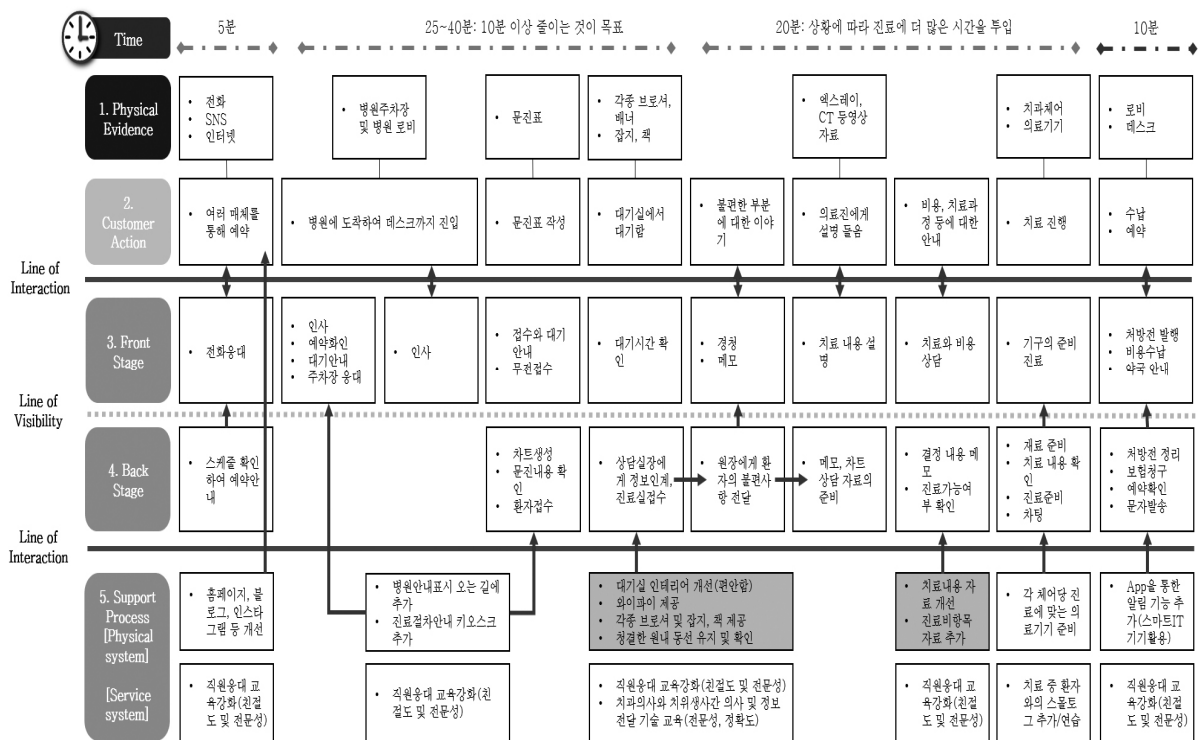 Time
5분
25~40분: 10분 이상 줄이는 것이 목표
20분: 상황에 따라 진료에 더 많은 시간을 투입
10분
1. Physical
Evidence
• 전화
• SNS
• 인터넷
• 병원주차장
및 병원 로비
• 문진표
• 각종 브로셔,
배너
• 잡지, 책
• 엑스레이,
CT 동영상
자료
• 치과체어
• 의료기기
• 로비
• 데스크
2.
Customer
Action
• 여러 매체를
통해 예약
• 병원에 도착하여 데스크까지 진입
• 문진표 작성
• 대기실에서
대기함
• 불편한 부분
에 대한 이야
기
• 의료진에게
설명 들음
• 비용, 치료과
정 등에 대한
안내
• 치료 진행
• 수납
• 예약
Line of
Interaction
3. Front
Stage
• 전화응대
• 인사
• 예약확인
• 대기안내
• 주차장 응대
• 인사
• 접수와 대기
안내
• 무전접수
• 대기시간 확
인
• 경청
• 메모
• 치료 내용 설
명
• 치료와 비용
상담
• 기구의 준비
진료
• 처방전 발행
• 비용수납
• 약국 안내
Line of
Visibility
4. Back
Stage
• 스케줄 확인
하여 예약안
내
• 차트생성
• 문진내용 확
인
• 환자접수
• 상담실장에
게 정보인계,
진료실접수
• 원장에게 환
자의 불편사
항 전달
• 메모, 차트
상담 자료의
준비
• 결정 내용 메
모
• 진료가능여
부 확인
• 재료 준비
• 치료 내용 확
인
• 진료준비
• 차팅
• 처방전 정리
• 보험청구
• 예약확인
• 문자발송
Line of
Interaction
5. Support
Process
[Physical
system]
• 홈페이지, 블
로그, 인스타
그램 등 개선
• 병원안내표시 오는 길에
추가
• 진료절차안내 키오스크
추가
• 대기실 인테리어 개선(편안함)
• 와이파이 제공
• 각종 브로셔 및 잡지, 책 제공
• 청결한 원내 동선 유지 및 확인
• 치료내용 자
료 개선
• 진료비항목
자료 추가
• 각 체어당 진
료에 맞는 의
료기기 준비
• App을 통한
알림 기능 추
가(스마트IT
기기활용)
[Service
system]
• 직원응대 교
육강화(친절
도 및 전문성)
• 직원응대 교육강화(친
절도 및 전문성)
• 직원응대 교육강화(친절도 및 전문성)
• 치과의사와 치위생사간 의사 및 정보
전달 기술 교육(전문성, 정확도)
• 직원응대 교
육강화(친절
도 및 전문성)
• 치료 중 환자
와의 스몰토
크 추가/연습
• 직원응대 교
육강화(친절
도 및 전문성)